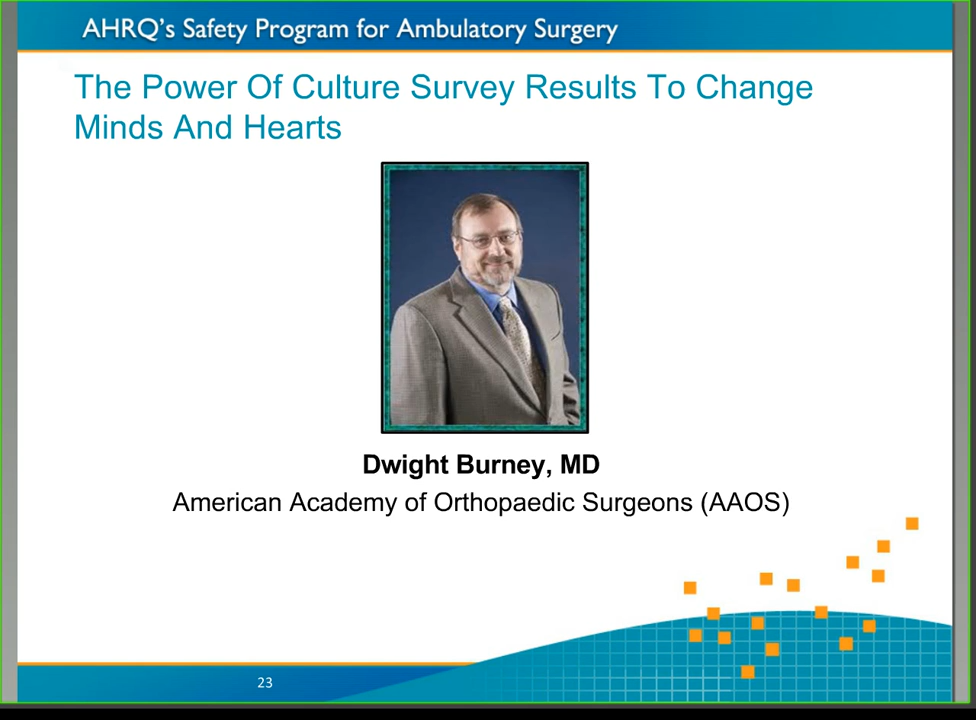 AHRQ's Safety Program for Ambulatory Surgery
The Power Of Culture Survey Results To Change
Minds And Hearts
Dwight Burney, MD
American Academy of Orthopaedic Surgeons (AAOS)
23